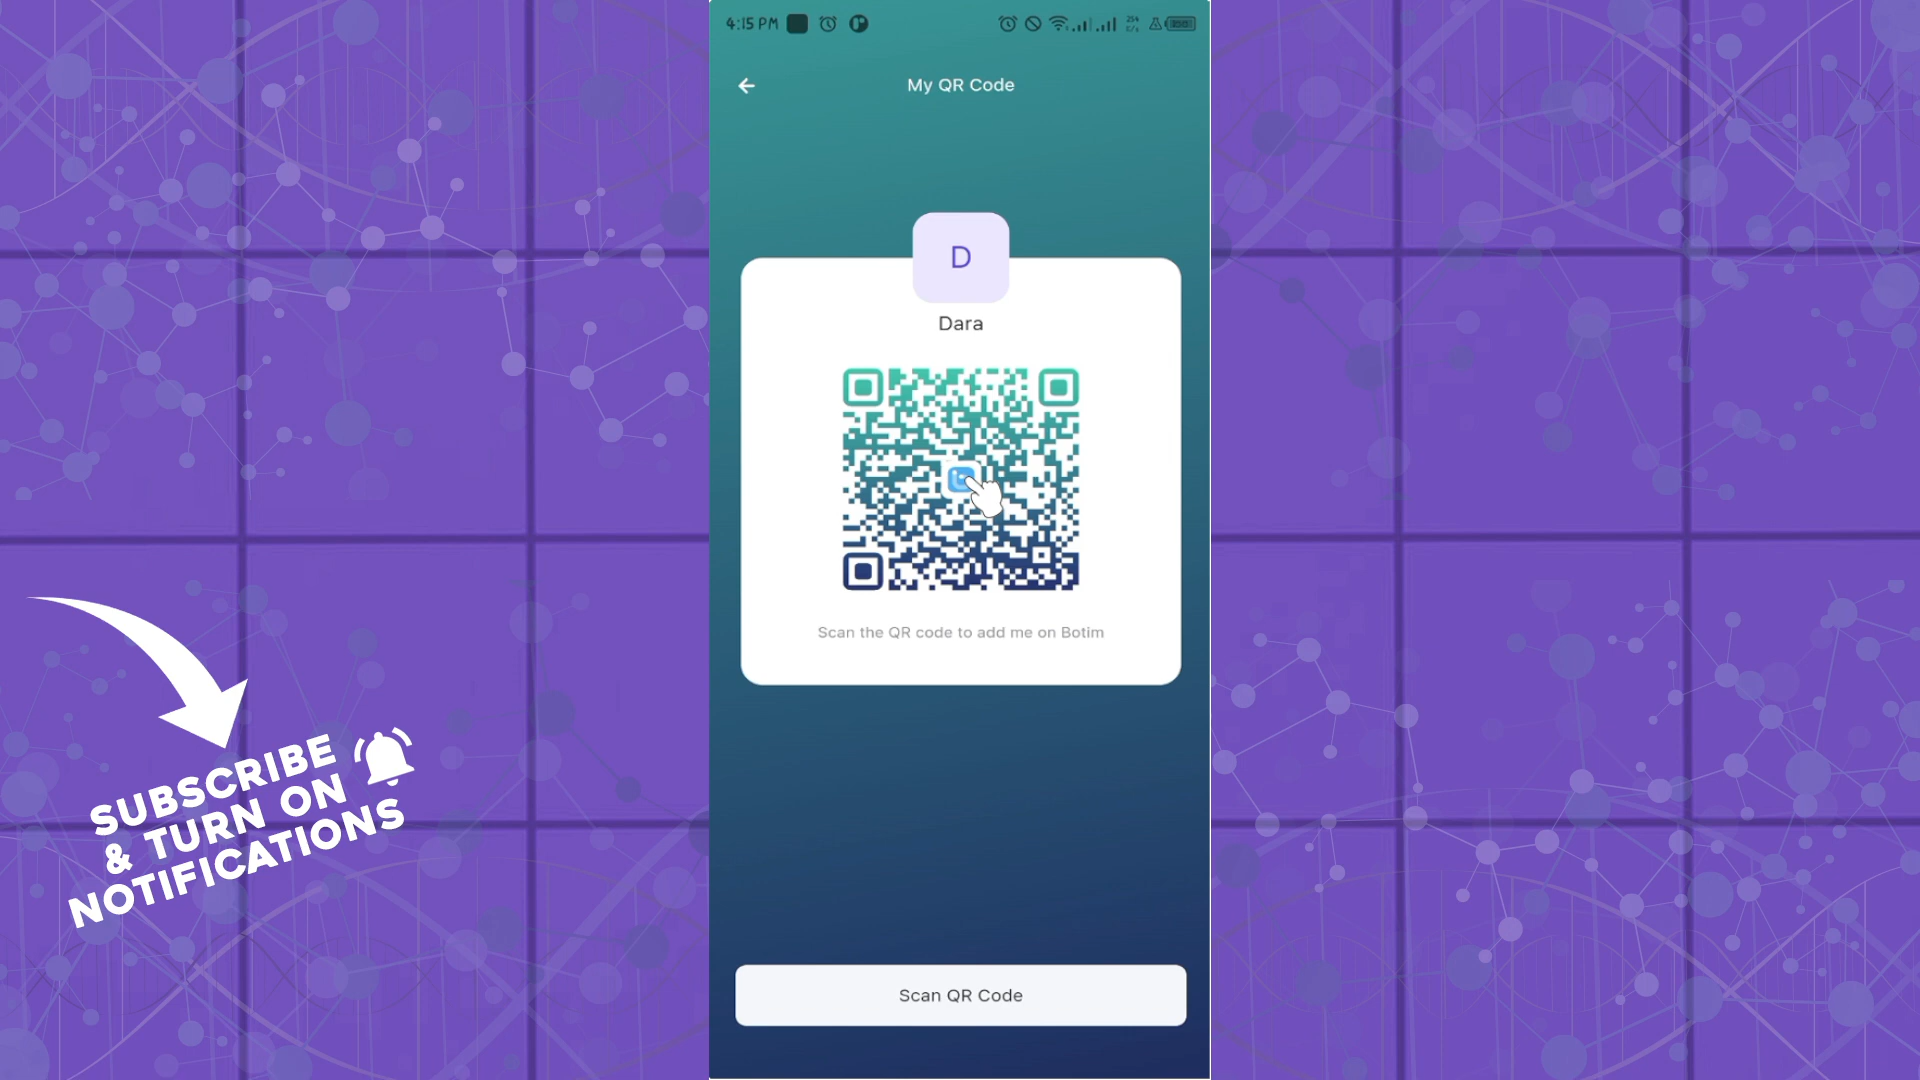 4:15 PM
My QR Code
D
Dara
Scan the QR code to add me on Botim
Scan QR Code
SUBSCRIBE
& TURN ON
NOTIFICATIONS